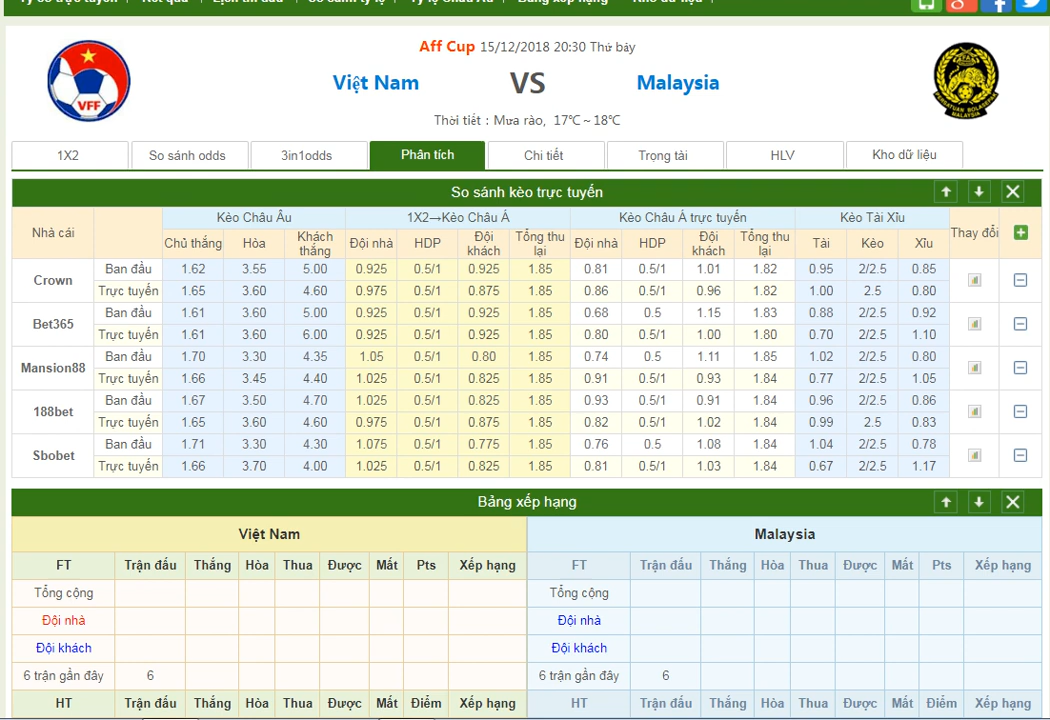 Aff Cup 15/12/2018 20:30 Thứ bảy
Việt Nam VS Malaysia
VFF
PERSATUAN BOLASEPAK MALAYSIA
Thời tiết : Mưa rào, 17℃～18℃
1X2 So sánh odds 3in1odds Phân tích Chi tiết Trọng tài HLV Kho dữ liệu
So sánh kèo trực tuyến
Nhà cái Kèo Châu Âu 1X2→Kèo Châu Á Kèo Châu Á trực tuyến Kèo Tài Xỉu Thay đổi
Chủ thắng Hòa Khách thắng Đội nhà HDP Đội khách Tổng thu lại Đội nhà HDP Đội khách Tổng thu lại Tài Kèo Xỉu
Crown Ban đầu 1.62 3.55 5.00 0.925 0.5/1 0.925 1.85 0.81 0.5/1 1.01 1.82 0.95 2/2.5 0.85
Trực tuyến 1.65 3.60 4.60 0.975 0.5/1 0.875 1.85 0.86 0.5/1 0.96 1.82 1.00 2.5 0.80
Bet365 Ban đầu 1.61 3.60 5.00 0.925 0.5/1 0.925 1.85 0.68 0.5 1.15 1.83 0.88 2/2.5 0.92
Trực tuyến 1.61 3.60 6.00 0.925 0.5/1 0.925 1.85 0.80 0.5/1 1.00 1.80 0.70 2/2.5 1.10
Mansion88 Ban đầu 1.70 3.30 4.35 1.05 0.5/1 0.80 1.85 0.74 0.5 1.11 1.85 1.02 2/2.5 0.80
Trực tuyến 1.66 3.45 4.40 1.025 0.5/1 0.825 1.85 0.91 0.5/1 0.93 1.84 0.77 2/2.5 1.05
188bet Ban đầu 1.67 3.50 4.70 1.025 0.5/1 0.825 1.85 0.93 0.5/1 0.91 1.84 0.96 2/2.5 0.86
Trực tuyến 1.65 3.60 4.60 0.975 0.5/1 0.875 1.85 0.82 0.5/1 1.02 1.84 0.99 2.5 0.83
Sbobet Ban đầu 1.71 3.30 4.30 1.075 0.5/1 0.775 1.85 0.76 0.5 1.08 1.84 1.04 2/2.5 0.78
Trực tuyến 1.66 3.70 4.00 1.025 0.5/1 0.825 1.85 0.81 0.5/1 1.03 1.84 0.67 2/2.5 1.17
Bảng xếp hạng
Việt Nam Malaysia
FT Trận đấu Thắng Hòa Thua Được Mất Pts Xếp hạng FT Trận đấu Thắng Hòa Thua Được Mất Pts Xếp hạng
Tổng cộng Tổng cộng
Đội nhà Đội nhà
Đội khách Đội khách
6 trận gần đây 6 6 trận gần đây 6
HT Trận đấu Thắng Hòa Thua Được Mất Điểm Xếp hạng HT Trận đấu Thắng Hòa Thua Được Mất Điểm Xếp hạng